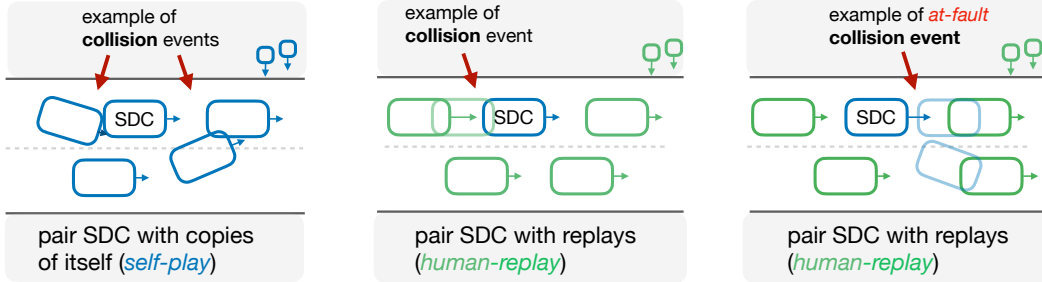 example of
collision events
SDC
pair SDC with copies
of itself (self-play)
example of
collision event
SDC
pair SDC with replays
(human-replay)
example of at-fault
collision event
SDC
pair SDC with replays
(human-replay)